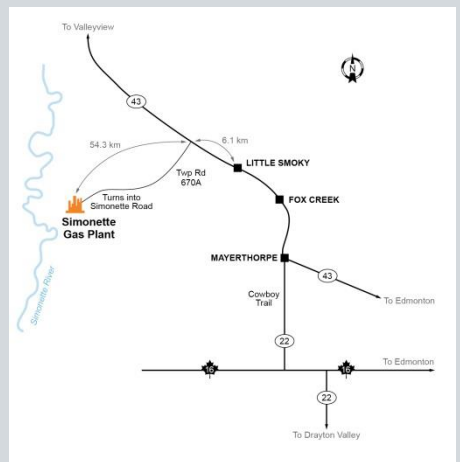 To Valleyview
N
43
54.3 km
6.1 km
LITTLE SMOKY
Twp Rd
670A
Turns into
Simonette Road
FOX CREEK
Simonette
Gas Plant
MAYERTHORPE
43
Simonette River
Cowboy
Trail
To Edmonton
22
To Edmonton
16
16
22
To Drayton Valley